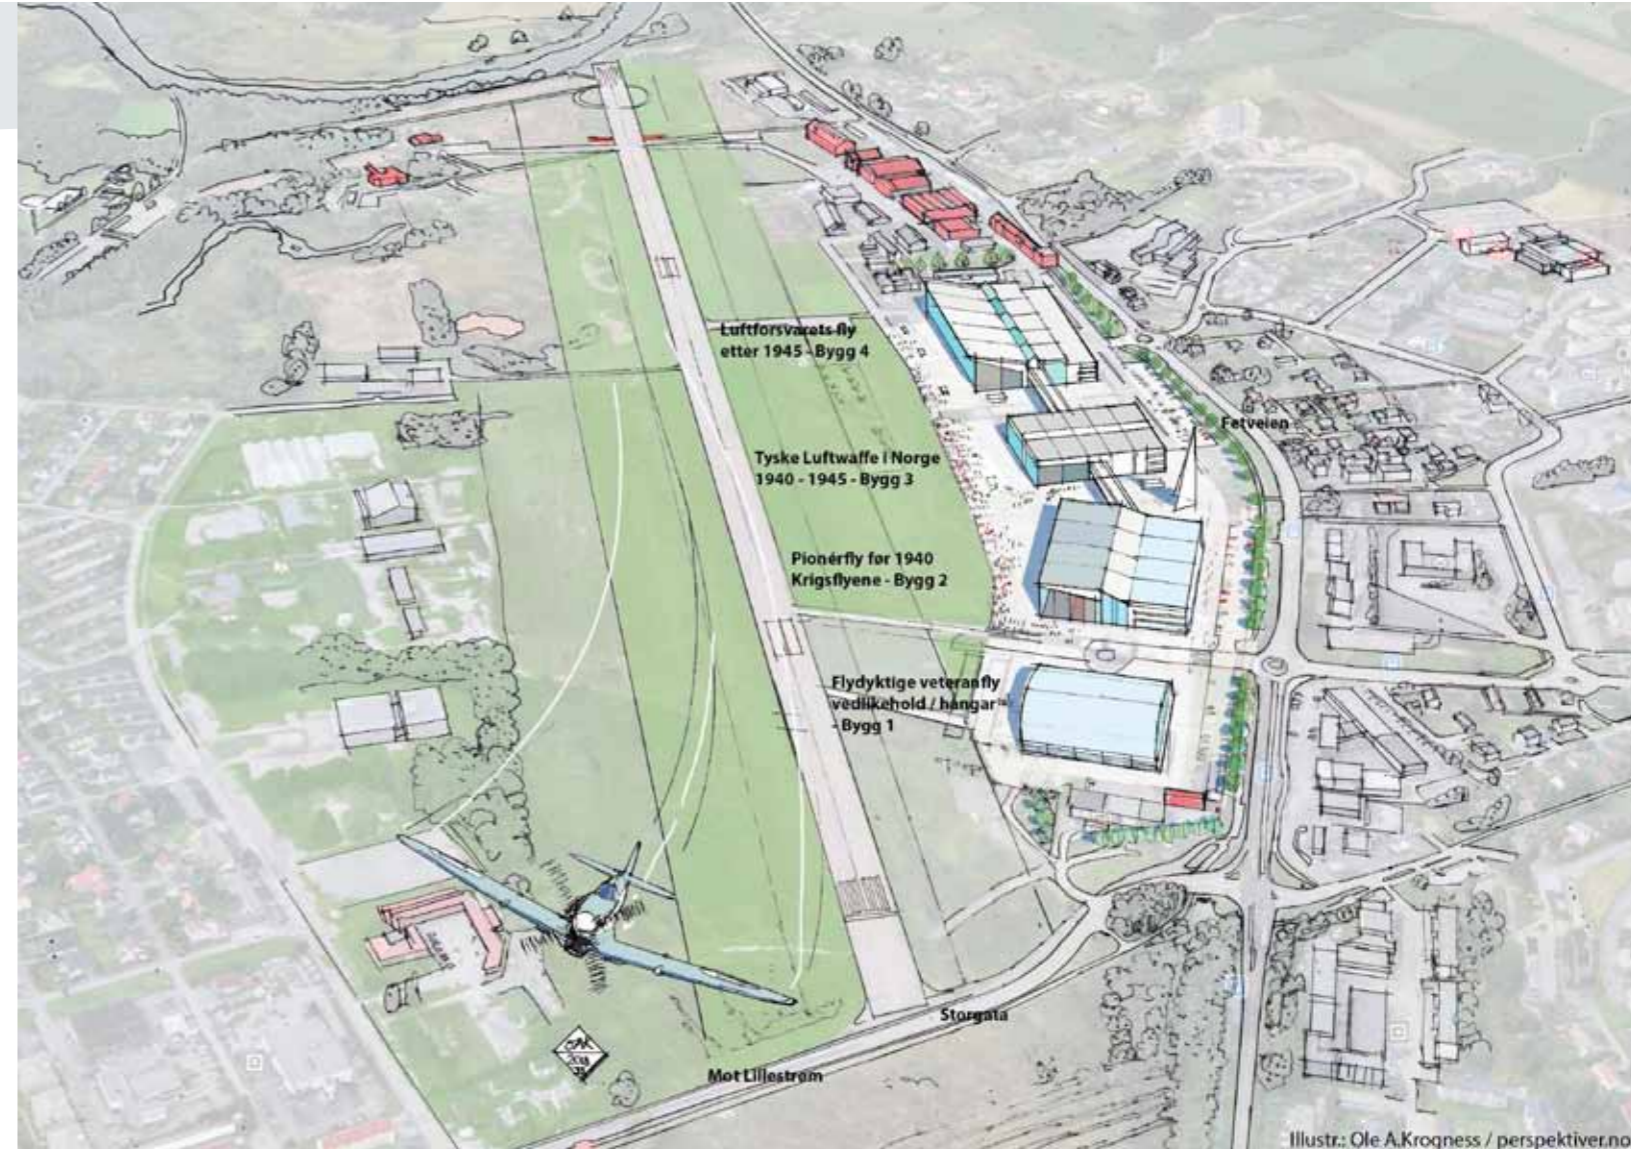 Luftforsvarets fly
etter 1945 - Bygg 4
Fetveien
Tyske Luftwaffe i Norge
1940 - 1945 - Bygg 3
Pionérfly før 1940
Krigsflyene - Bygg 2
Flydyktige veteranfly
vedlikehold / hangar
- Bygg 1
Storgata
OAK
Mot Lillestrøm
Illustr.: Ole A.Krogness / perspektiver.no